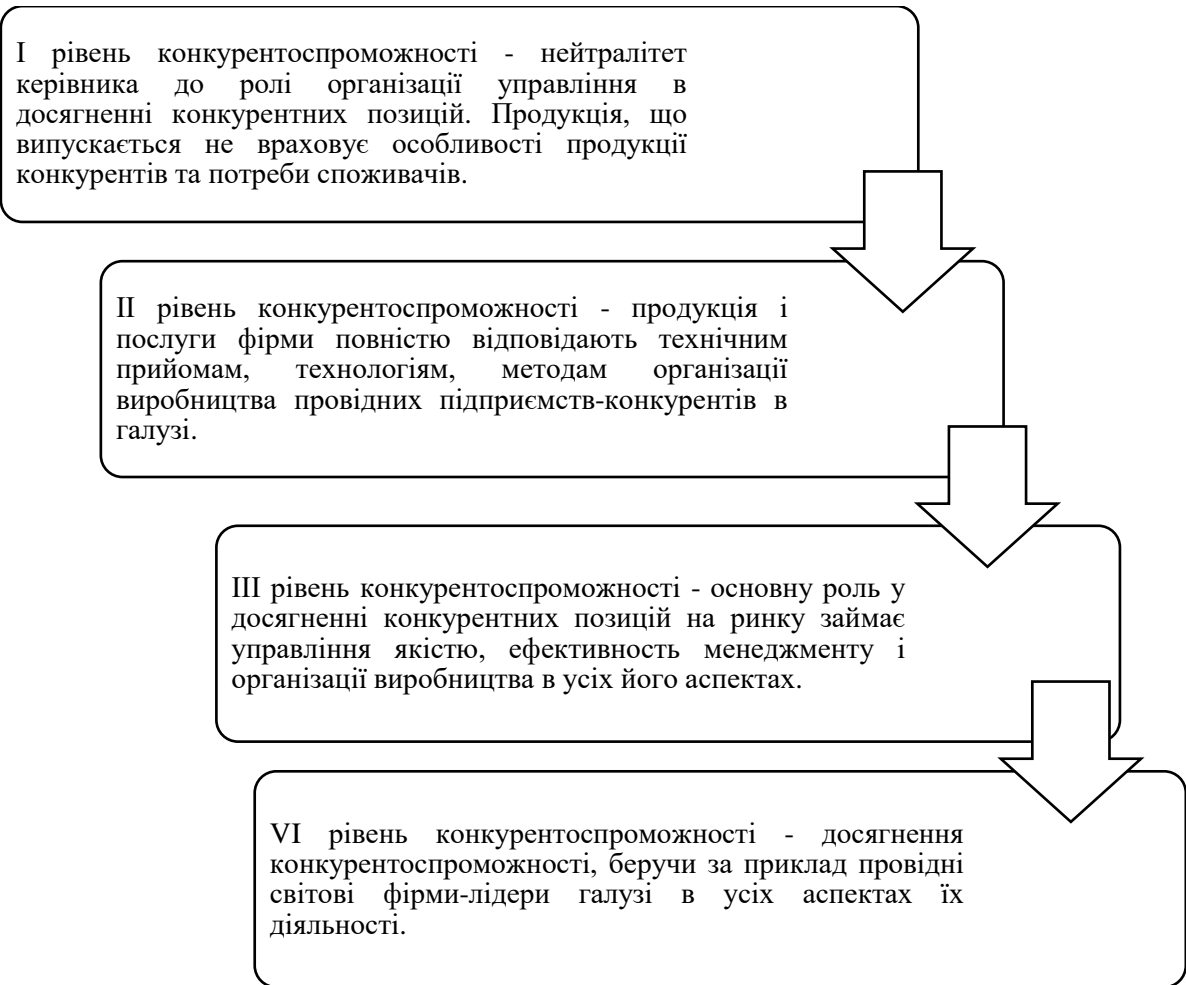 І рівень конкурентоспроможності - нейтралітет
керівника до ролі організації управління в
досягненні конкурентних позицій. Продукція, що
випускається не враховує особливості продукції
конкурентів та потреби споживачів.
ІІ рівень конкурентоспроможності - продукція і
послуги фірми повністю відповідають технічним
прийомам, технологіям, методам організації
виробництва провідних підприємств-конкурентів в
галузі.
ІІІ рівень конкурентоспроможності - основну роль у
досягненні конкурентних позицій на ринку займає
управління якістю, ефективность менеджменту і
організації виробництва в усіх його аспектах.
VI рівень конкурентоспроможності - досягнення
конкурентоспроможності, беручи за приклад провідні
світові фірми-лідери галузі в усіх аспектах їх
діяльності.